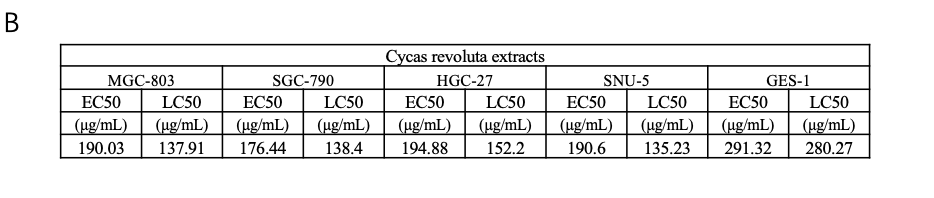 B
Cycas revoluta extracts
MGC-803 SGC-790 HGC-27 SNU-5 GES-1
EC50 LC50 EC50 LC50 EC50 LC50 EC50 LC50 EC50 LC50
(μg/mL) (μg/mL) (μg/mL) (μg/mL) (μg/mL) (μg/mL) (μg/mL) (μg/mL) (μg/mL) (μg/mL)
190.03 137.91 176.44 138.4 194.88 152.2 190.6 135.23 291.32 280.27